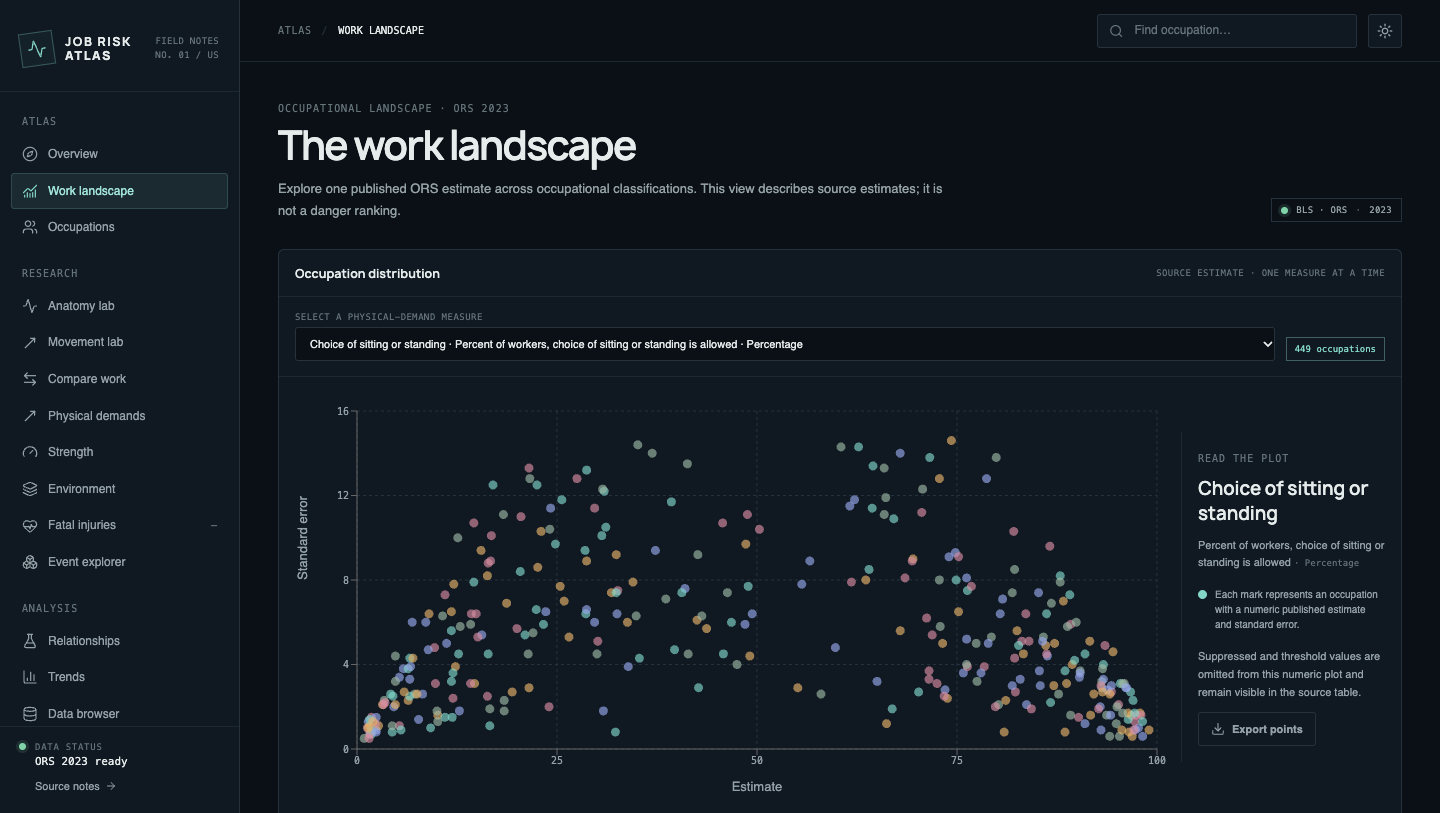 JOB RISK
ATLAS
FIELD NOTES
NO. 01 / US
ATLAS
Overview
Work landscape
Occupations
RESEARCH
Anatomy lab
Movement lab
Compare work
Physical demands
Strength
Environment
Fatal injuries –
Event explorer
ANALYSIS
Relationships
Trends
Data browser
DATA STATUS
ORS 2023 ready
Source notes →
ATLAS / WORK LANDSCAPE
Find occupation…
OCCUPATIONAL LANDSCAPE · ORS 2023
The work landscape
Explore one published ORS estimate across occupational classifications. This view describes source estimates; it is
not a danger ranking.
BLS · ORS · 2023
Occupation distribution
SOURCE ESTIMATE · ONE MEASURE AT A TIME
SELECT A PHYSICAL-DEMAND MEASURE
Choice of sitting or standing · Percent of workers, choice of sitting or standing is allowed · Percentage
449 occupations
16
12
8
4
0
Standard error
0 25 50 75 100
Estimate
READ THE PLOT
Choice of sitting or
standing
Percent of workers, choice of sitting or
standing is allowed · Percentage
Each mark represents an occupation
with a numeric published estimate
and standard error.
Suppressed and threshold values are
omitted from this numeric plot and
remain visible in the source table.
Export points